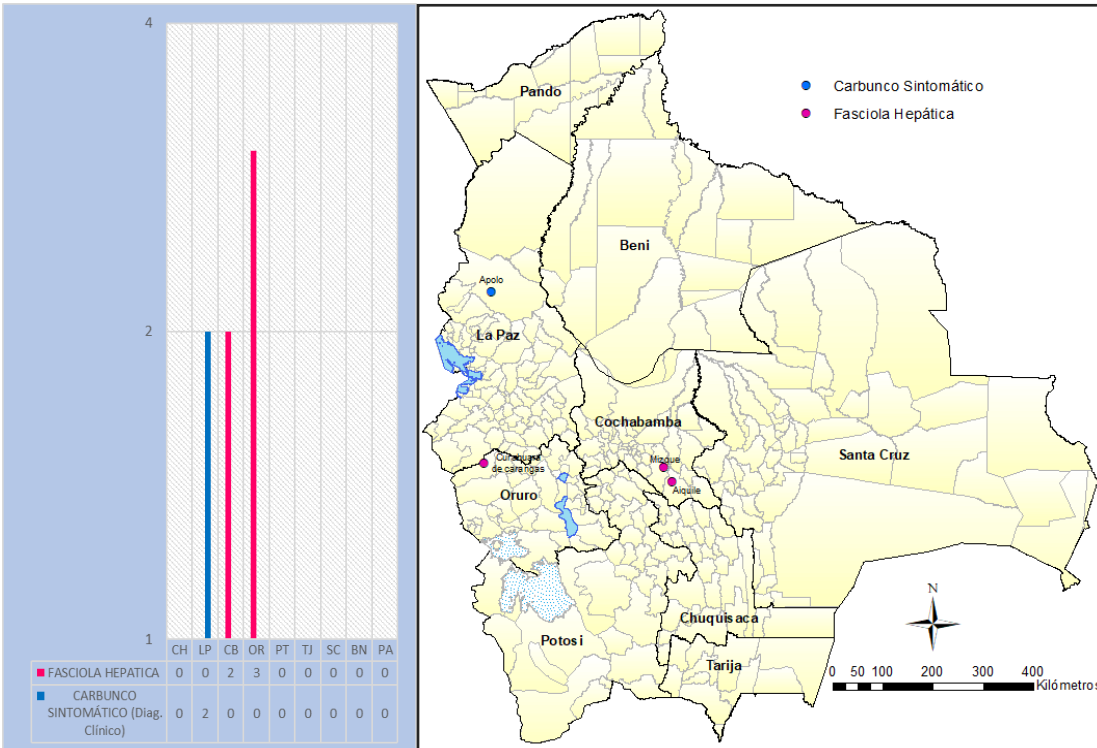 4
2
1
CH LP CB OR PT TJ SC BN PA
FASCIOLA HEPATICA 0 0 2 3 0 0 0 0 0
CARBUNCO
SINTOMÁTICO (Diag.
Clínico) 0 2 0 0 0 0 0 0 0
Carbunco Sintomático
Fasciola Hepática
Pando
Beni
Apolo
La Paz
Cochabamba
Santa Cruz
Mizque
Aiquile
Curahuara
de carangas
Oruro
Chuquisaca
Potosi
Tarija
N
0 50 100 200 300 400
Kilómetros